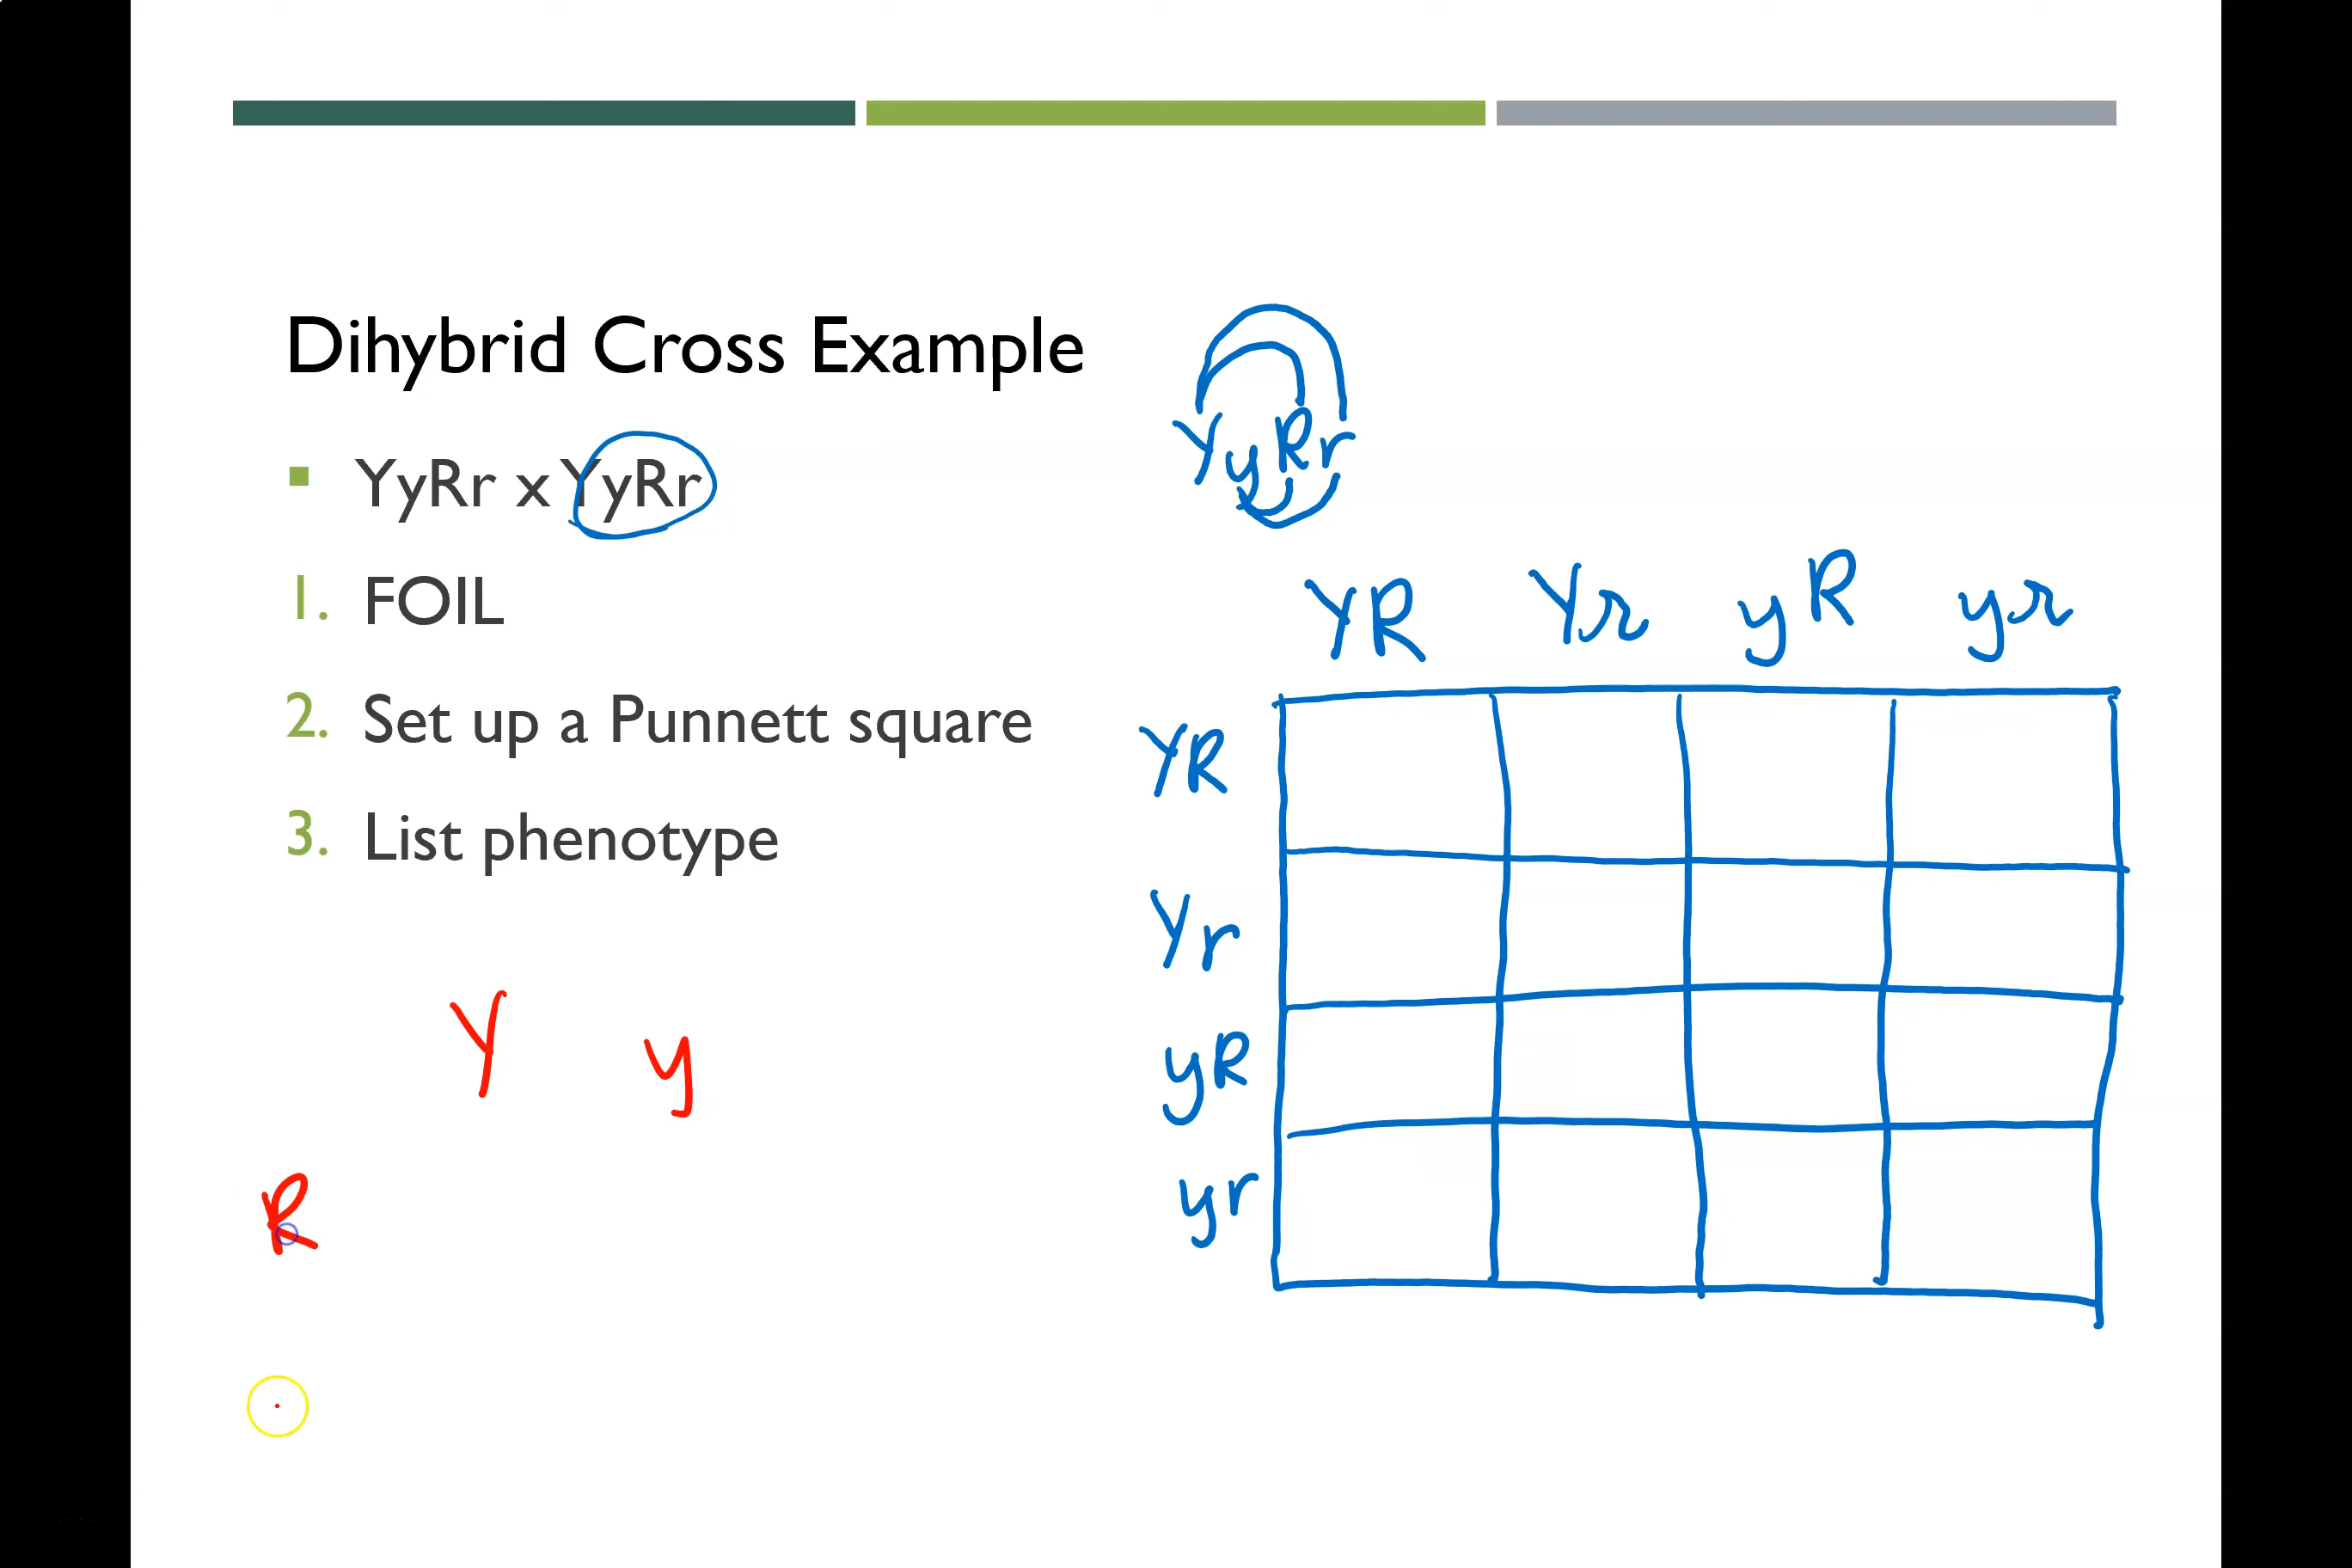 Dihybrid Cross Example
YyRr x YyRr
1. FOIL
2. Set up a Punnett square
3. List phenotype
YyRr
YR Yr yR yr
YR
Yr
yR
yr
Y y
R